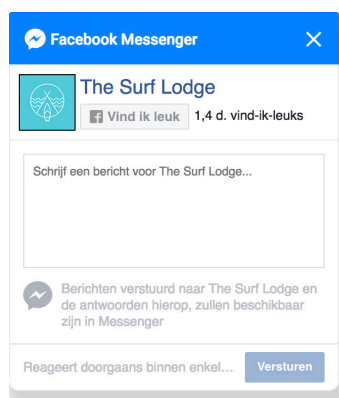 Facebook Messenger
The Surf Lodge
Vind ik leuk 1,4 d. vind-ik-leuks
Schrijf een bericht voor The Surf Lodge...
Berichten verstuurd naar The Surf Lodge en
de antwoorden hierop, zullen beschikbaar
zijn in Messenger
Reageert doorgaans binnen enkel... Versturen